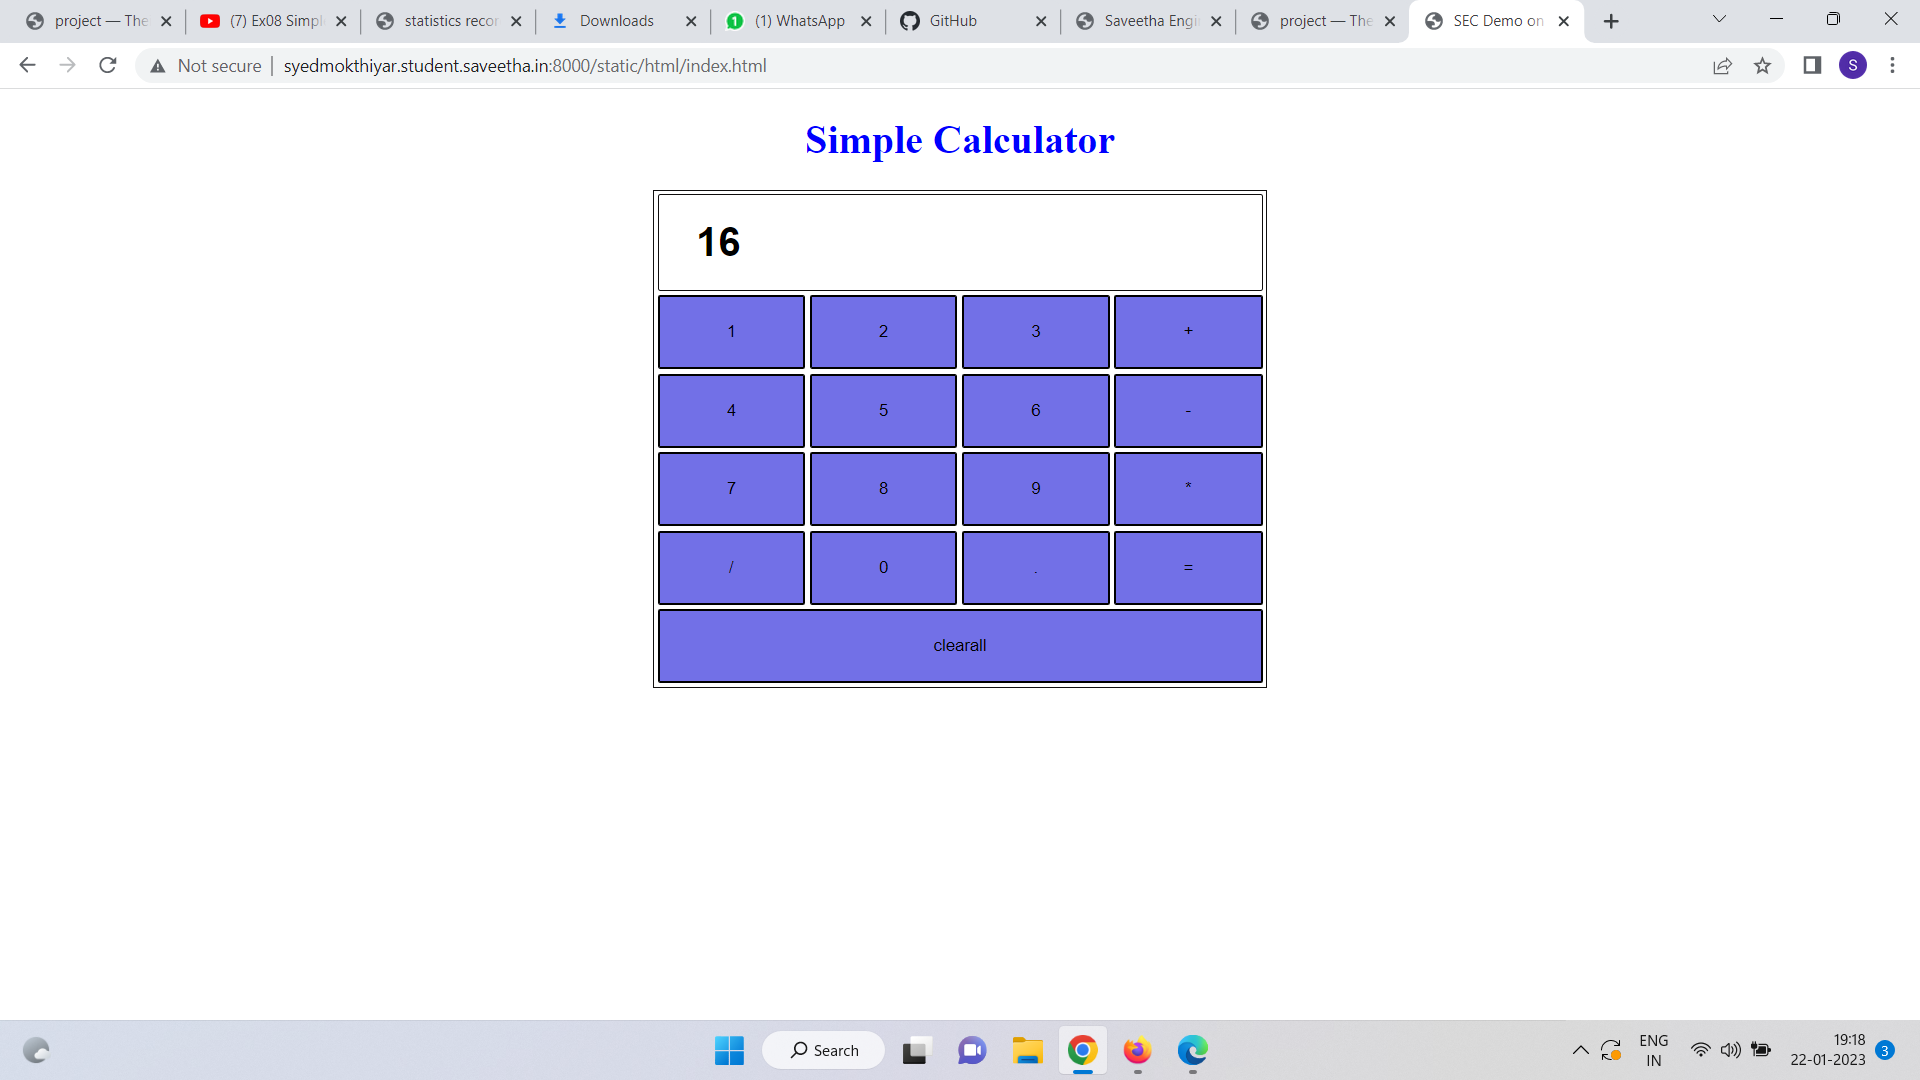 project — The
(7) Ex08 Simpl
statistics recor
Downloads
1 (1) WhatsApp
GitHub
Saveetha Engi
project — The
SEC Demo on
Not secure | syedmokthiyar.student.saveetha.in:8000/static/html/index.html
S
Simple Calculator
16
1 2 3 +
4 5 6 -
7 8 9 *
/ 0 . =
clearall
Search
ENG
IN
19:18
22-01-2023
3